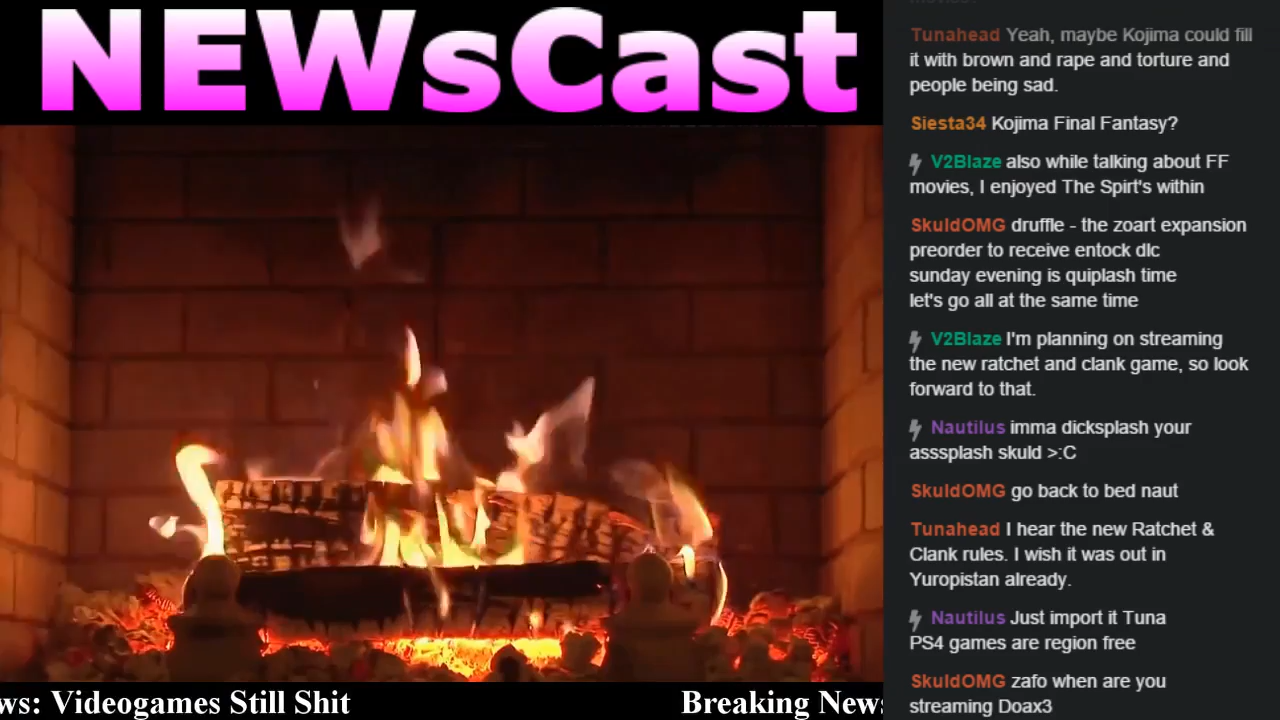 NEWsCast
Tunahead Yeah, maybe Kojima could fill
it with brown and rape and torture and
people being sad.
Siesta34 Kojima Final Fantasy?
V2Blaze also while talking about FF
movies, I enjoyed The Spirt's within
SkuldOMG druffle - the zoart expansion
preorder to receive entock dlc
sunday evening is quiplash time
let's go all at the same time
V2Blaze I'm planning on streaming
the new ratchet and clank game, so look
forward to that.
Nautilus imma dicksplash your
asssplash skuld >:C
SkuldOMG go back to bed naut
Tunahead I hear the new Ratchet &
Clank rules. I wish it was out in
Yuropistan already.
Nautilus Just import it Tuna
PS4 games are region free
SkuldOMG zafo when are you
streaming Doax3
ws: Videogames Still Shit Breaking News